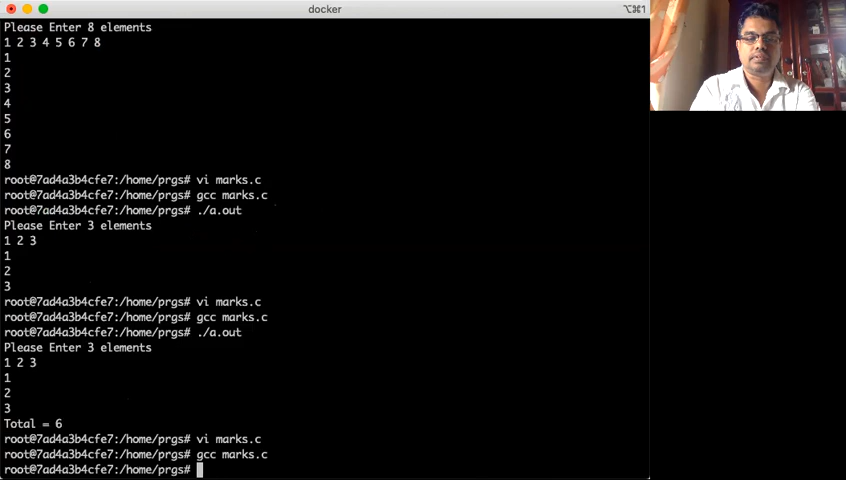 docker
⌥⌘1
Please Enter 8 elements
1 2 3 4 5 6 7 8
1
2
3
4
5
6
7
8
root@7ad4a3b4cfe7:/home/prgs# vi marks.c
root@7ad4a3b4cfe7:/home/prgs# gcc marks.c
root@7ad4a3b4cfe7:/home/prgs# ./a.out
Please Enter 3 elements
1 2 3
1
2
3
root@7ad4a3b4cfe7:/home/prgs# vi marks.c
root@7ad4a3b4cfe7:/home/prgs# gcc marks.c
root@7ad4a3b4cfe7:/home/prgs# ./a.out
Please Enter 3 elements
1 2 3
1
2
3
Total = 6
root@7ad4a3b4cfe7:/home/prgs# vi marks.c
root@7ad4a3b4cfe7:/home/prgs# gcc marks.c
root@7ad4a3b4cfe7:/home/prgs#